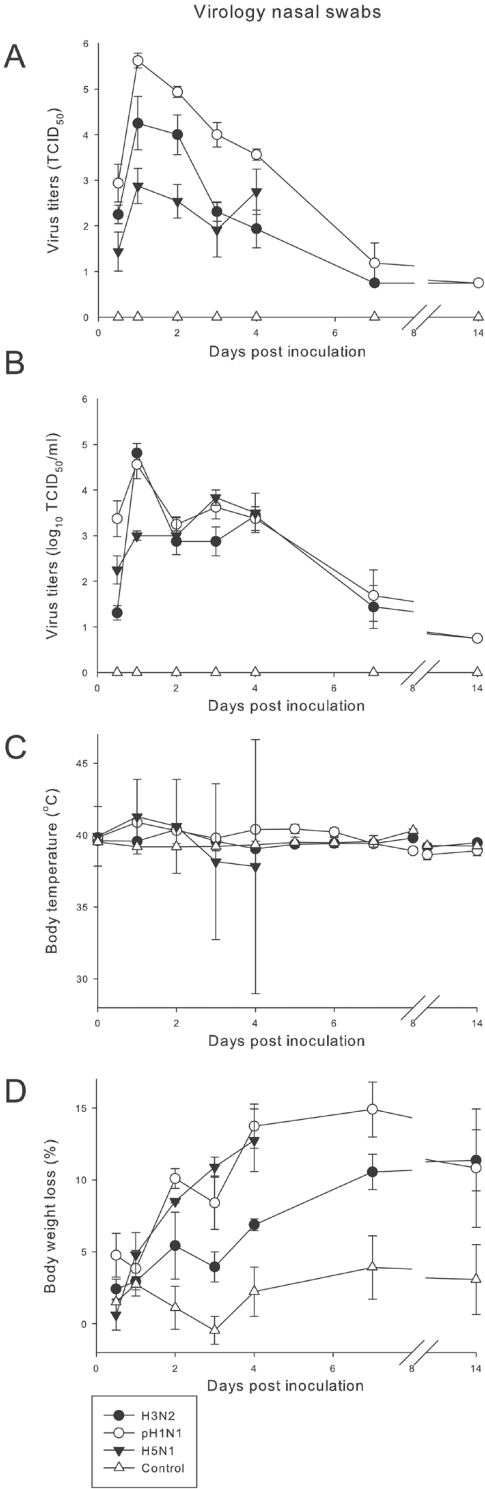 Virology nasal swabs
A
Virus titers (TCID50)
6
5
4
3
2
1
0
0 2 4 6 8 14
Days post inoculation
B
Virus titers (log10 TCID50/ml)
6
5
4
3
2
1
0
0 2 4 6 8 14
Days post inoculation
C
Body temperature (°C)
45
40
35
30
0 2 4 6 8 14
Days post inoculation
D
Body weight loss (%)
15
10
5
0
0 2 4 6 8 14
Days post inoculation
H3N2
pH1N1
H5N1
Control